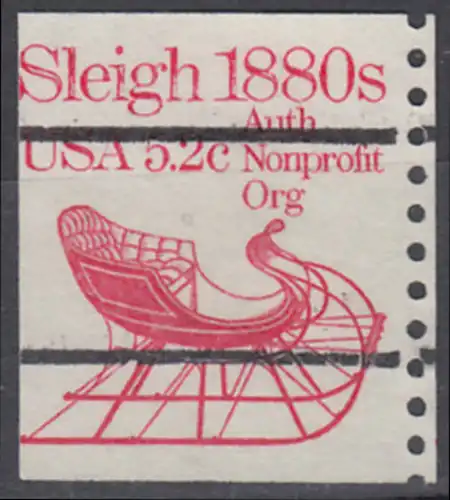 Sleigh 1880s
Auth
USA 5.2c Nonprofit
Org